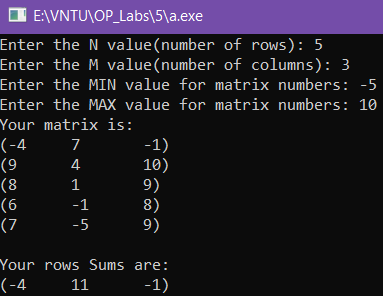 E:\VNTU\OP_Labs\5\a.exe
Enter the N value(number of rows): 5
Enter the M value(number of columns): 3
Enter the MIN value for matrix numbers: -5
Enter the MAX value for matrix numbers: 10
Your matrix is:
(-4 7 -1)
(9 4 10)
(8 1 9)
(6 -1 8)
(7 -5 9)
Your rows Sums are:
(-4 11 -1)